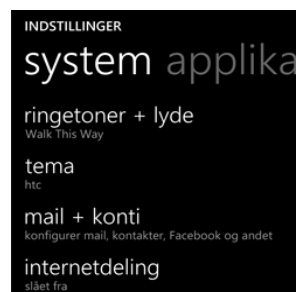 INDSTILLINGER
system applika
ringetoner + lyde
Walk This Way
tema
htc
mail + konti
konfigurer mail, kontakter, Facebook og andet
internetdeling
slået fra